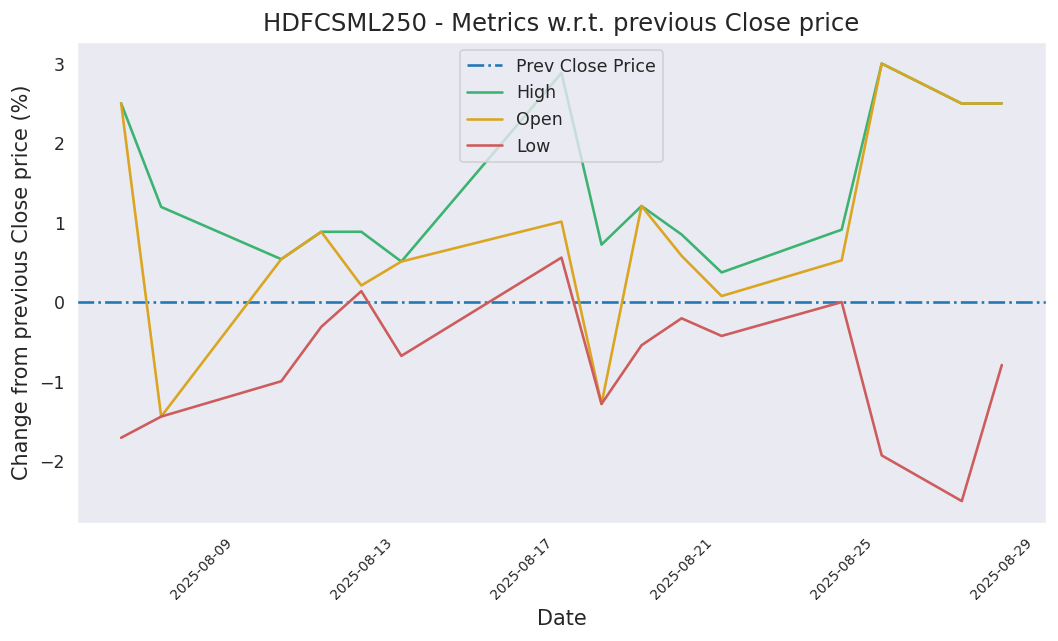 HDFCSML250 - Metrics w.r.t. previous Close price
Prev Close Price
High
Open
Low
Change from previous Close price (%)
3
2
1
0
−1
−2
2025-08-09
2025-08-13
2025-08-17
2025-08-21
2025-08-25
2025-08-29
Date